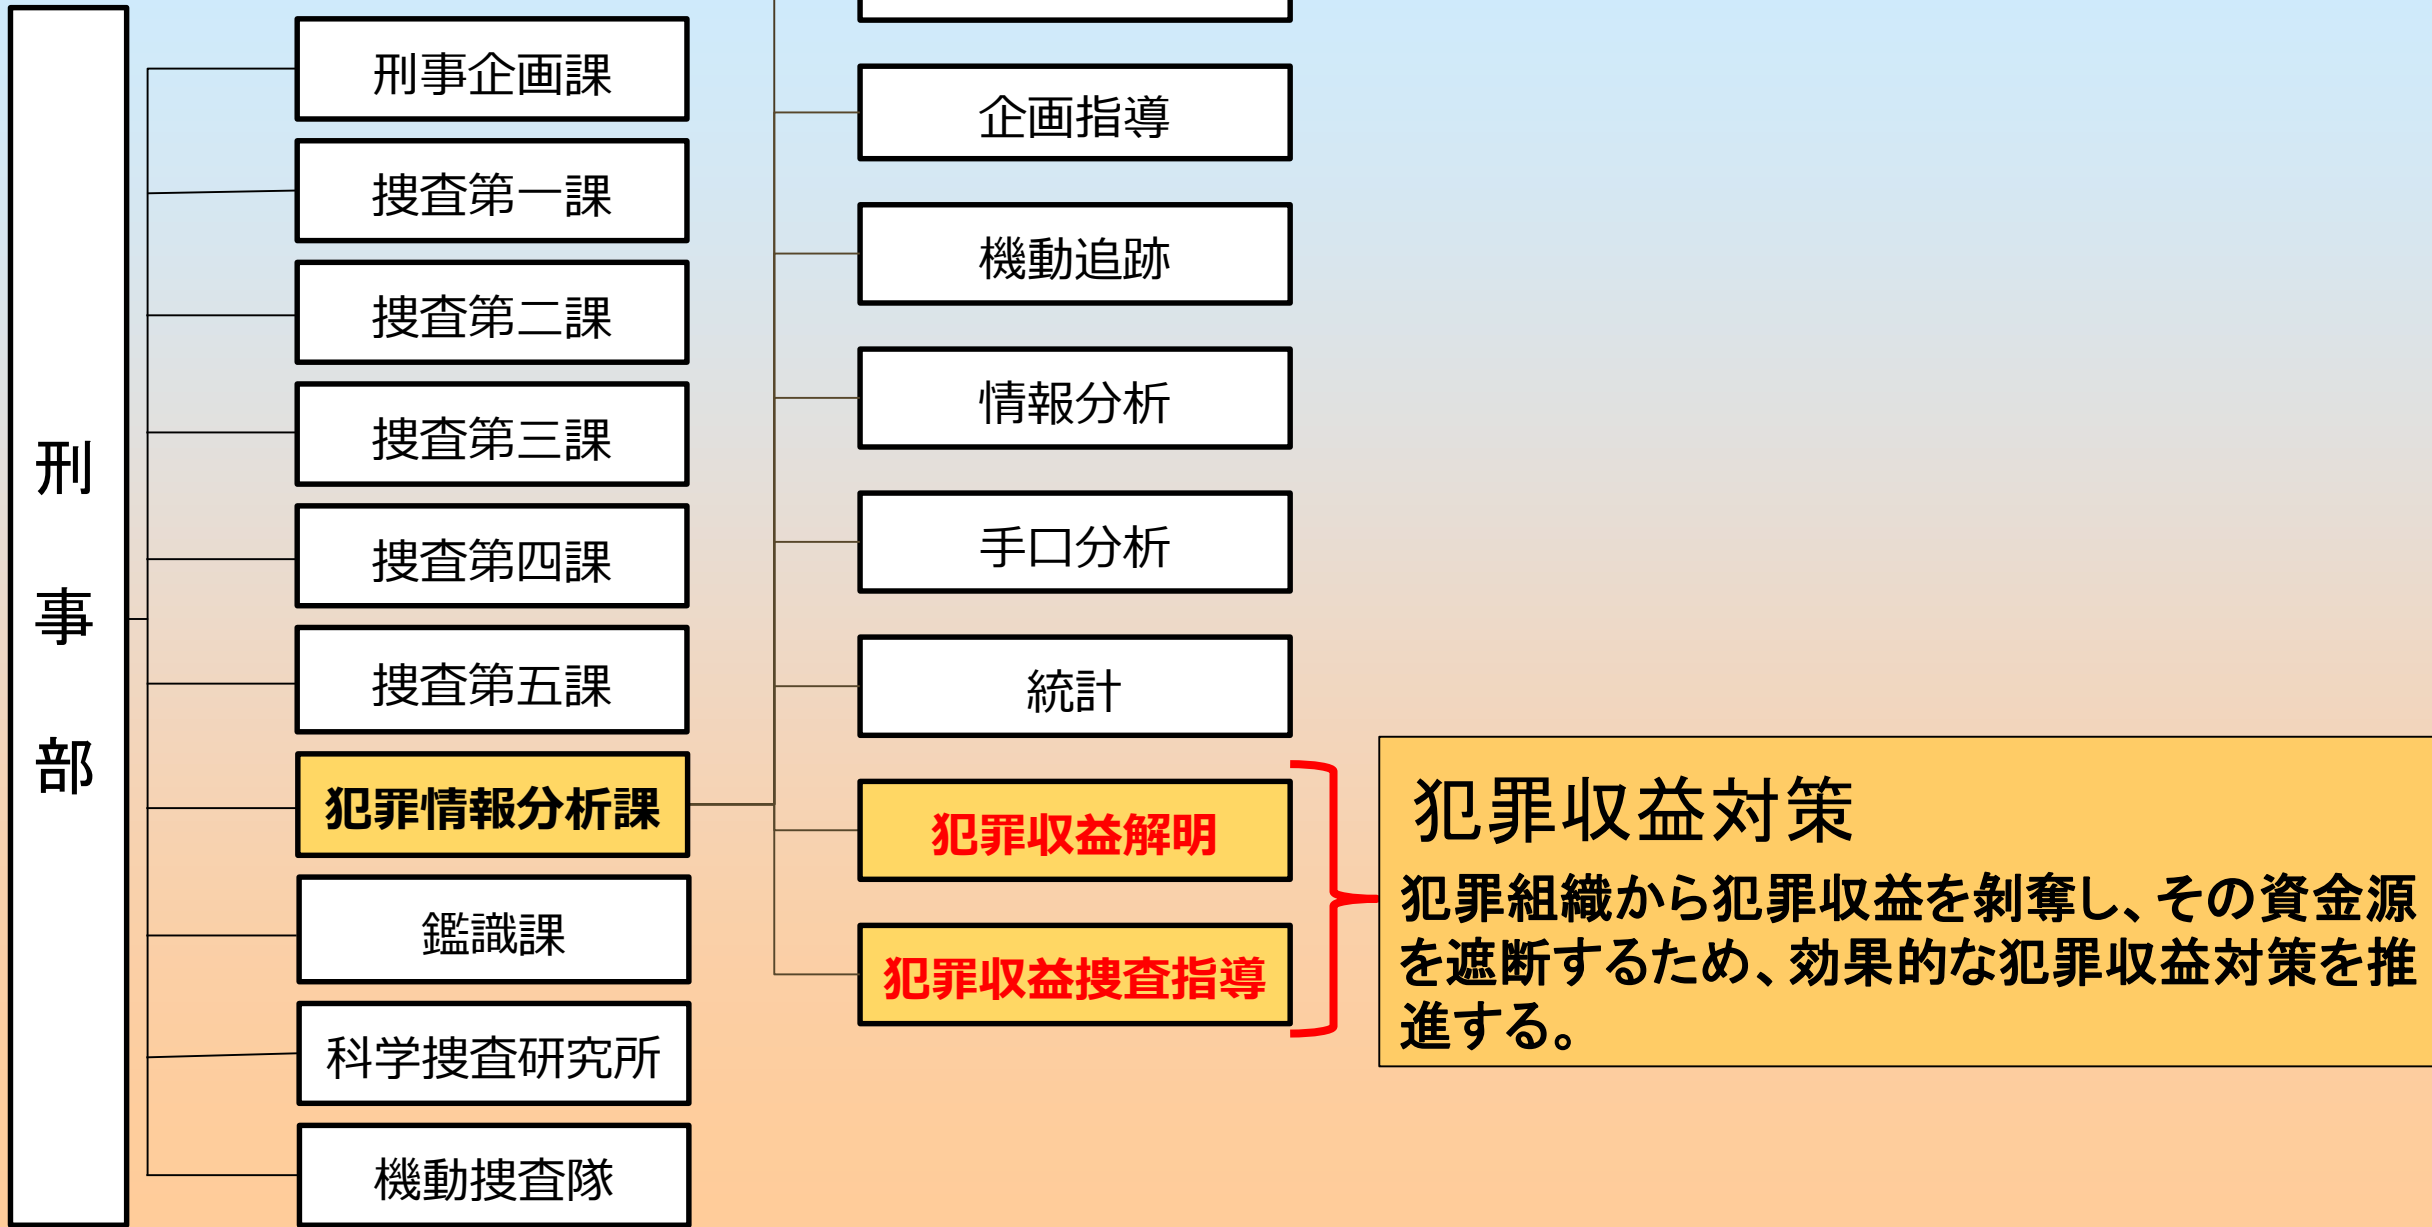 刑事部
刑事企画課
捜査第一課
捜査第二課
捜査第三課
捜査第四課
捜査第五課
犯罪情報分析課
鑑識課
科学捜査研究所
機動捜査隊
企画指導
機動追跡
情報分析
手口分析
統計
犯罪収益解明
犯罪収益捜査指導
犯罪収益対策
犯罪組織から犯罪収益を剝奪し、その資金源
を遮断するため、効果的な犯罪収益対策を推
進する。